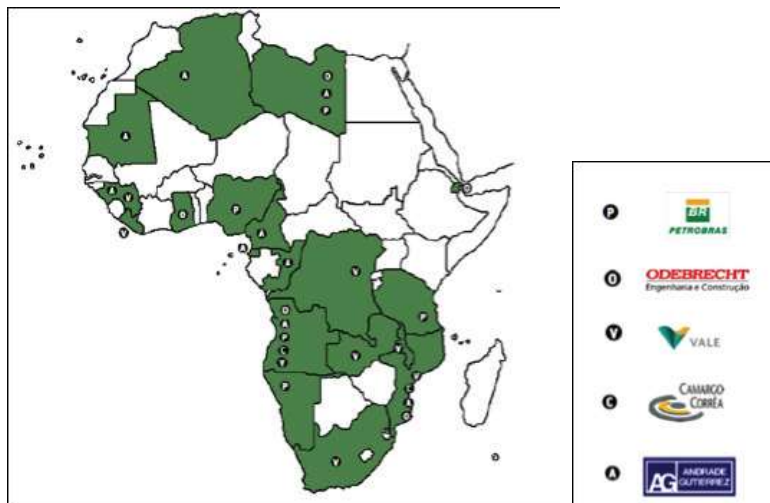 A
O
A
P
A
A V
O
O
P
V
A
A
A
V
O
A
P
C
V
P
V
V
V
C
A
O
P
V
P
BR
PETROBRAS
O
ODEBRECHT
Engenharia e Construção
V
VALE
C
CAMARGO
CORRÊA
A
AG
ANDRADE
GUTIERREZ